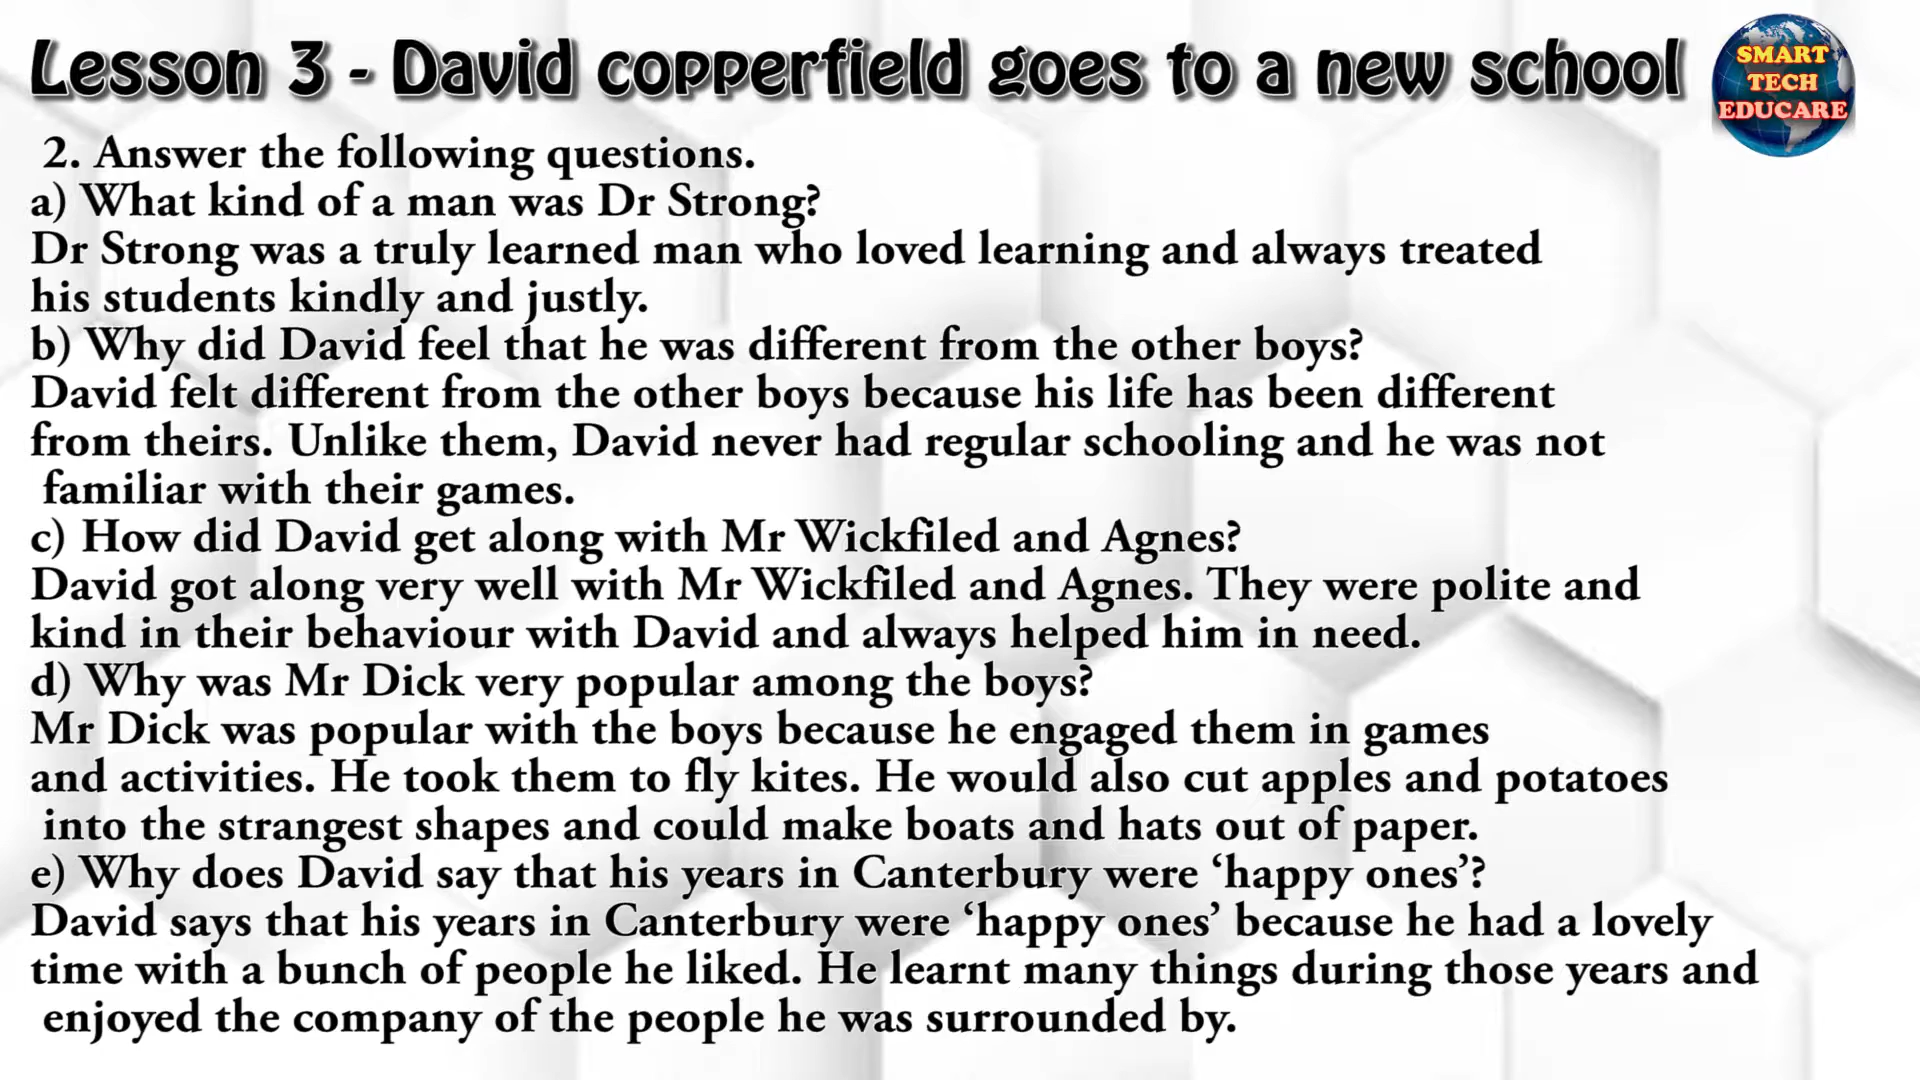 Lesson 3 - David copperfield goes to a new school
SMART
TECH
EDUCARE
2. Answer the following questions.
a) What kind of a man was Dr Strong?
Dr Strong was a truly learned man who loved learning and always treated
his students kindly and justly.
b) Why did David feel that he was different from the other boys?
David felt different from the other boys because his life has been different
from theirs. Unlike them, David never had regular schooling and he was not
familiar with their games.
c) How did David get along with Mr Wickfiled and Agnes?
David got along very well with Mr Wickfiled and Agnes. They were polite and
kind in their behaviour with David and always helped him in need.
d) Why was Mr Dick very popular among the boys?
Mr Dick was popular with the boys because he engaged them in games
and activities. He took them to fly kites. He would also cut apples and potatoes
into the strangest shapes and could make boats and hats out of paper.
e) Why does David say that his years in Canterbury were ‘happy ones’?
David says that his years in Canterbury were ‘happy ones’ because he had a lovely
time with a bunch of people he liked. He learnt many things during those years and
enjoyed the company of the people he was surrounded by.